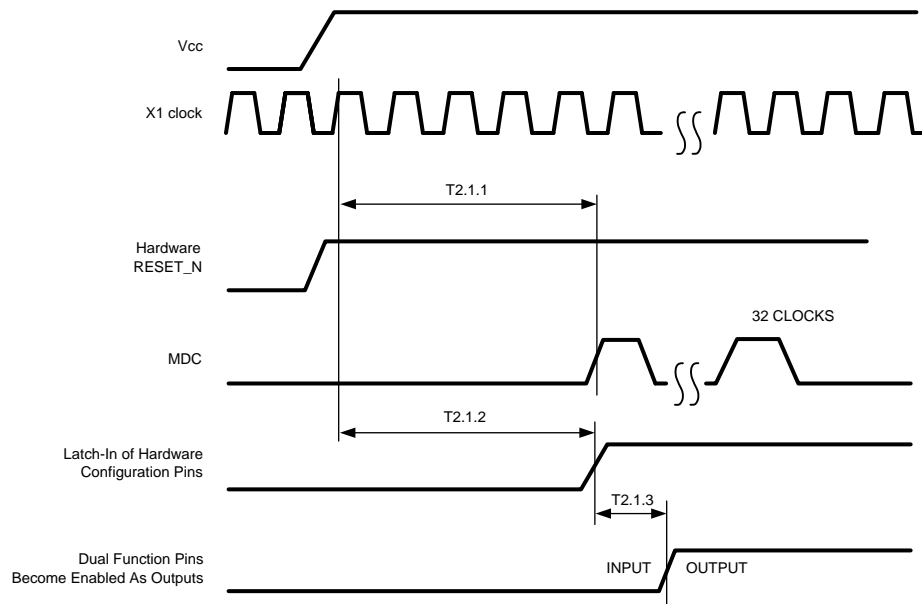 Vcc
X1 clock
T2.1.1
Hardware
RESET_N
32 CLOCKS
MDC
T2.1.2
Latch-In of Hardware
Configuration Pins
T2.1.3
Dual Function Pins
Become Enabled As Outputs
INPUT
OUTPUT